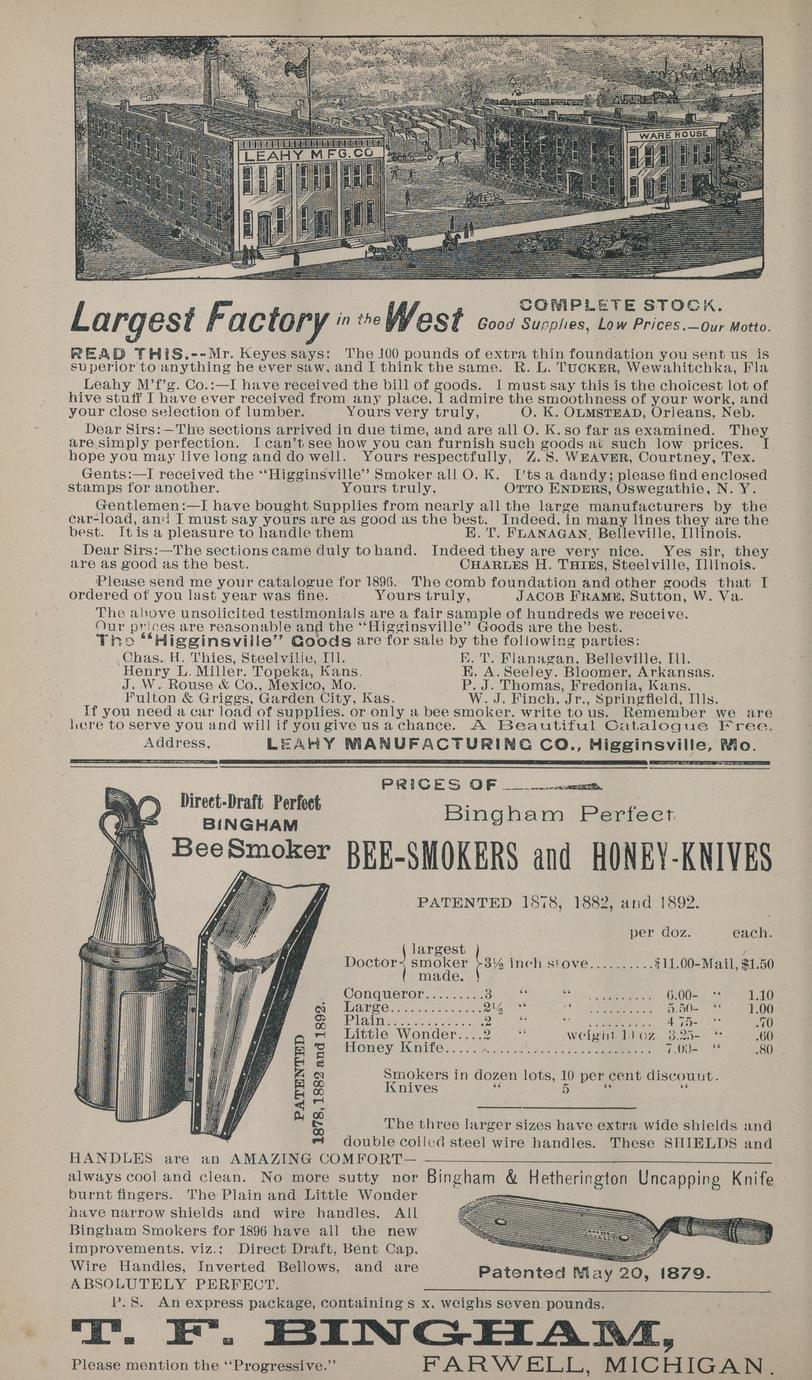 LEAHY MFG.CO
WARE HOUSE
Largest Factory in the West
COMPLETE STOCK.
Good Supplies, Low Prices.—Our Motto.
READ THIS.--Mr. Keyes says: The 100 pounds of extra thin foundation you sent us is
superior to anything he ever saw, and I think the same. R. L. TUCKER, Wewahitchka, Fla
Leahy M'f'g. Co.:—I have received the bill of goods. I must say this is the choicest lot of
hive stuff I have ever received from any place. I admire the smoothness of your work, and
your close selection of lumber. Yours very truly, O. K. OLMSTEAD, Orleans, Neb.
Dear Sirs:—The sections arrived in due time, and are all O. K. so far as examined. They
are simply perfection. I can't see how you can furnish such goods at such low prices. I
hope you may live long and do well. Yours respectfully, Z. S. WEAVER, Courtney, Tex.
Gents:—I received the "Higginsville" Smoker all O. K. I'ts a dandy; please find enclosed
stamps for another. Yours truly, OTTO ENDERS, Oswegathie, N. Y.
Gentlemen:—I have bought Supplies from nearly all the large manufacturers by the
car-load, and I must say yours are as good as the best. Indeed, in many lines they are the
best. It is a pleasure to handle them E. T. FLANAGAN, Belleville, Illinois.
Dear Sirs:—The sections came duly to hand. Indeed they are very nice. Yes sir, they
are as good as the best. CHARLES H. THIES, Steelville, Illinois.
Please send me your catalogue for 1896. The comb foundation and other goods that I
ordered of you last year was fine. Yours truly, JACOB FRAME, Sutton, W. Va.
The above unsolicited testimonials are a fair sample of hundreds we receive.
Our prices are reasonable and the "Higginsville" Goods are the best.
The "Higginsville" Goods are for sale by the following parties:
Chas. H. Thies, Steelville, Ill. E. T. Flanagan, Belleville, Ill.
Henry L. Miller, Topeka, Kans. E. A. Seeley, Bloomer, Arkansas.
J. W. Rouse & Co., Mexico, Mo. P. J. Thomas, Fredonia, Kans.
Fulton & Griggs, Garden City, Kas. W. J. Finch, Jr., Springfield, Ills.
If you need a car load of supplies, or only a bee smoker, write to us. Remember we are
here to serve you and will if you give us a chance. A Beautiful Catalogue Free.
Address, LEAHY MANUFACTURING CO., Higginsville, Mo.
Direct-Draft Perfect
BINGHAM
Bee Smoker
PATENTED
1878, 1882 and 1892.
PRICES OF
Bingham Perfect
BEE-SMOKERS and HONEY-KNIVES
PATENTED 1878, 1882, and 1892.
per doz. each.
largest
Doctor smoker 3½ inch stove..........$11.00-Mail, $1.50
made.
Conqueror.........3 " " .......... 6.00- " 1.10
Large..............2½ " " .......... 5.50- " 1.00
Plain..............2 " " .......... 4 75- " .70
Little Wonder....2 " weight 10 oz 3.25- " .60
Honey Knife.................................... 7.00- " .80
Smokers in dozen lots, 10 per cent discount.
Knives " 5 " "
The three larger sizes have extra wide shields and
double coiled steel wire handles. These SHIELDS and
HANDLES are an AMAZING COMFORT—
always cool and clean. No more sutty nor
burnt fingers. The Plain and Little Wonder
have narrow shields and wire handles. All
Bingham Smokers for 1896 have all the new
improvements, viz.: Direct Draft, Bent Cap,
Wire Handles, Inverted Bellows, and are
ABSOLUTELY PERFECT.
Bingham & Hetherington Uncapping Knife
Patented May 20, 1879.
P. S. An express package, containing s x, weighs seven pounds.
T. F. BINGHAM,
Please mention the "Progressive." FARWELL, MICHIGAN.